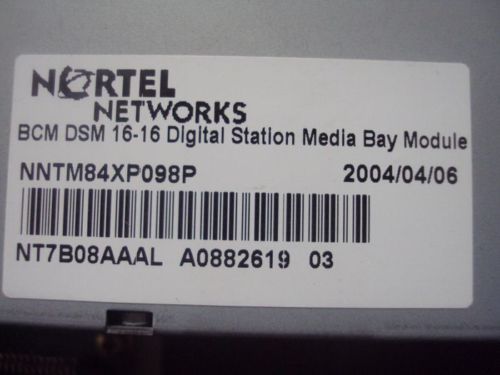 NORTEL
NETWORKS
BCM DSM 16-16 Digital Station Media Bay Module
NNTM84XP098P 2004/04/06
NT7B08AAAL A0882619 03